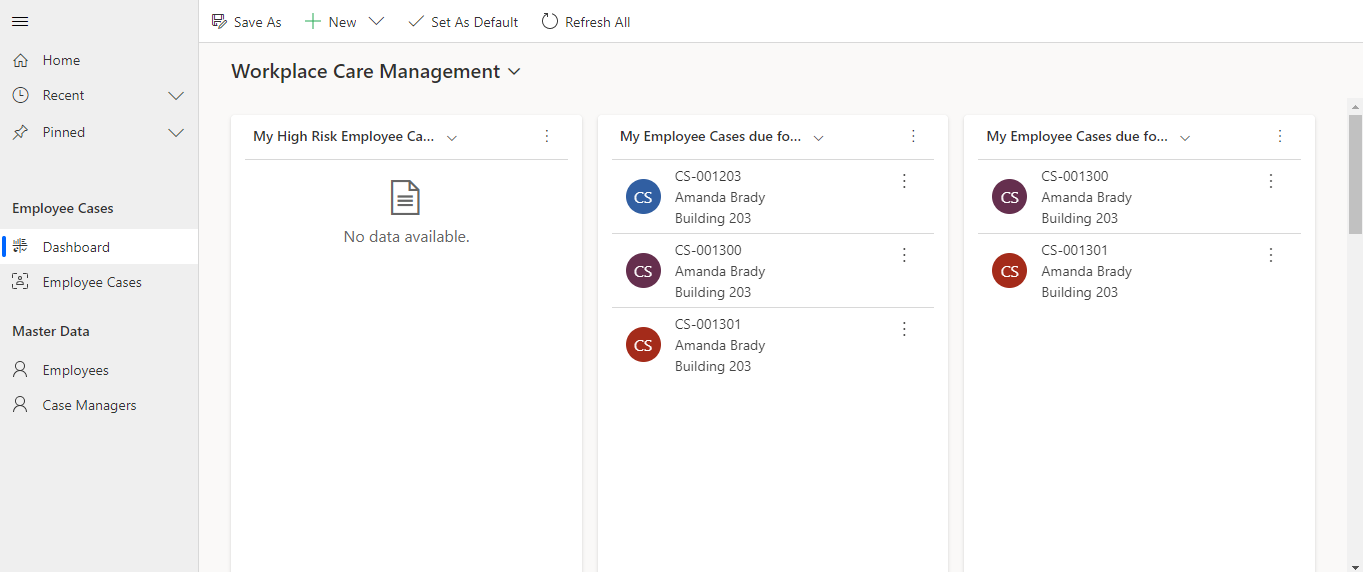 Save As
New
Set As Default
Refresh All
Home
Recent
Pinned
Employee Cases
Dashboard
Employee Cases
Master Data
Employees
Case Managers
Workplace Care Management
My High Risk Employee Ca...
No data available.
My Employee Cases due fo...
CS
CS-001203
Amanda Brady
Building 203
CS
CS-001300
Amanda Brady
Building 203
CS
CS-001301
Amanda Brady
Building 203
My Employee Cases due fo...
CS
CS-001300
Amanda Brady
Building 203
CS
CS-001301
Amanda Brady
Building 203